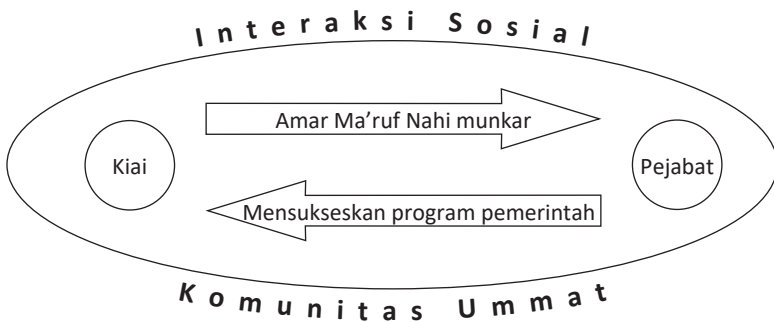 Interaksi Sosial
Amar Ma’ruf Nahi munkar
Kiai
Pejabat
Mensukseskan program pemerintah
Komunitas Ummat